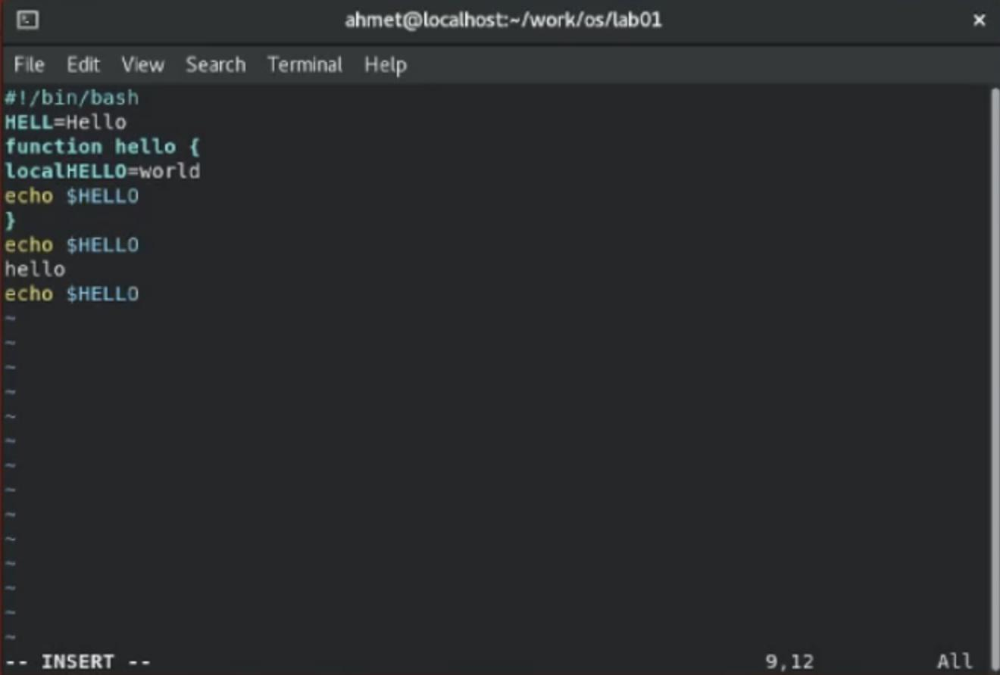 ahmet@localhost:~/work/os/lab01 ×
File Edit View Search Terminal Help
#!/bin/bash
HELL=Hello
function hello {
localHELLO=world
echo $HELLO
}
echo $HELLO
hello
echo $HELLO
~
~
~
~
~
~
~
~
~
~
~
~
~
~
-- INSERT -- 9,12 All